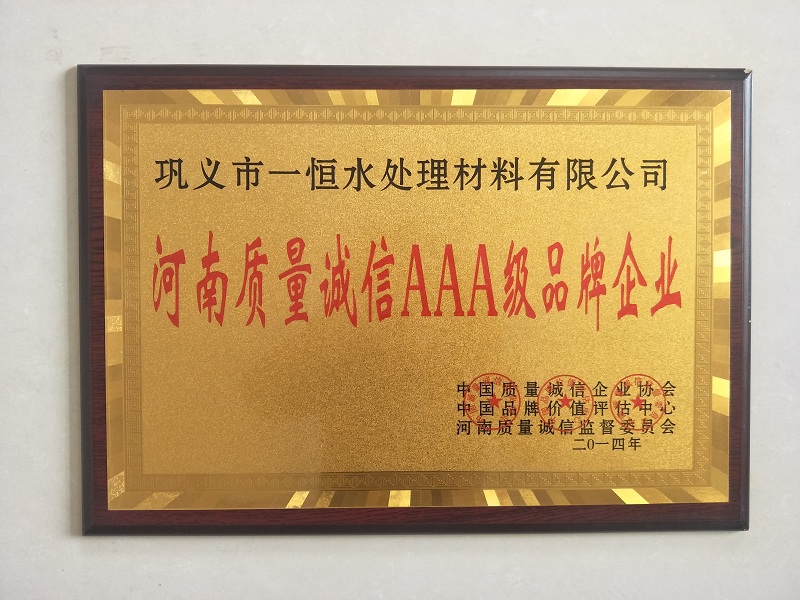 巩义市一恒水处理材料有限公司
河南质量诚信AAA级品牌企业
中国质量诚信企业协会
中国品牌价值评估中心
河南质量诚信监督委员会
二0一四年